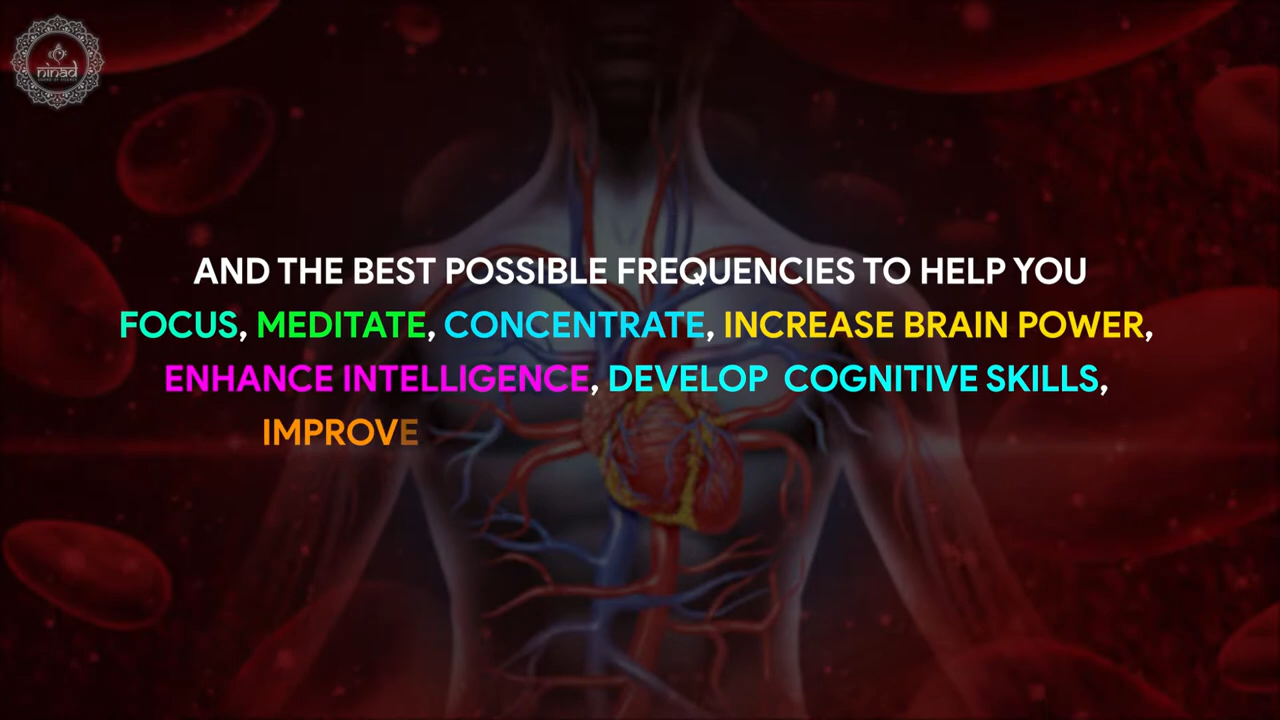 ninad
AND THE BEST POSSIBLE FREQUENCIES TO HELP YOU
FOCUS, MEDITATE, CONCENTRATE, INCREASE BRAIN POWER,
ENHANCE INTELLIGENCE, DEVELOP COGNITIVE SKILLS,
IMPROVE